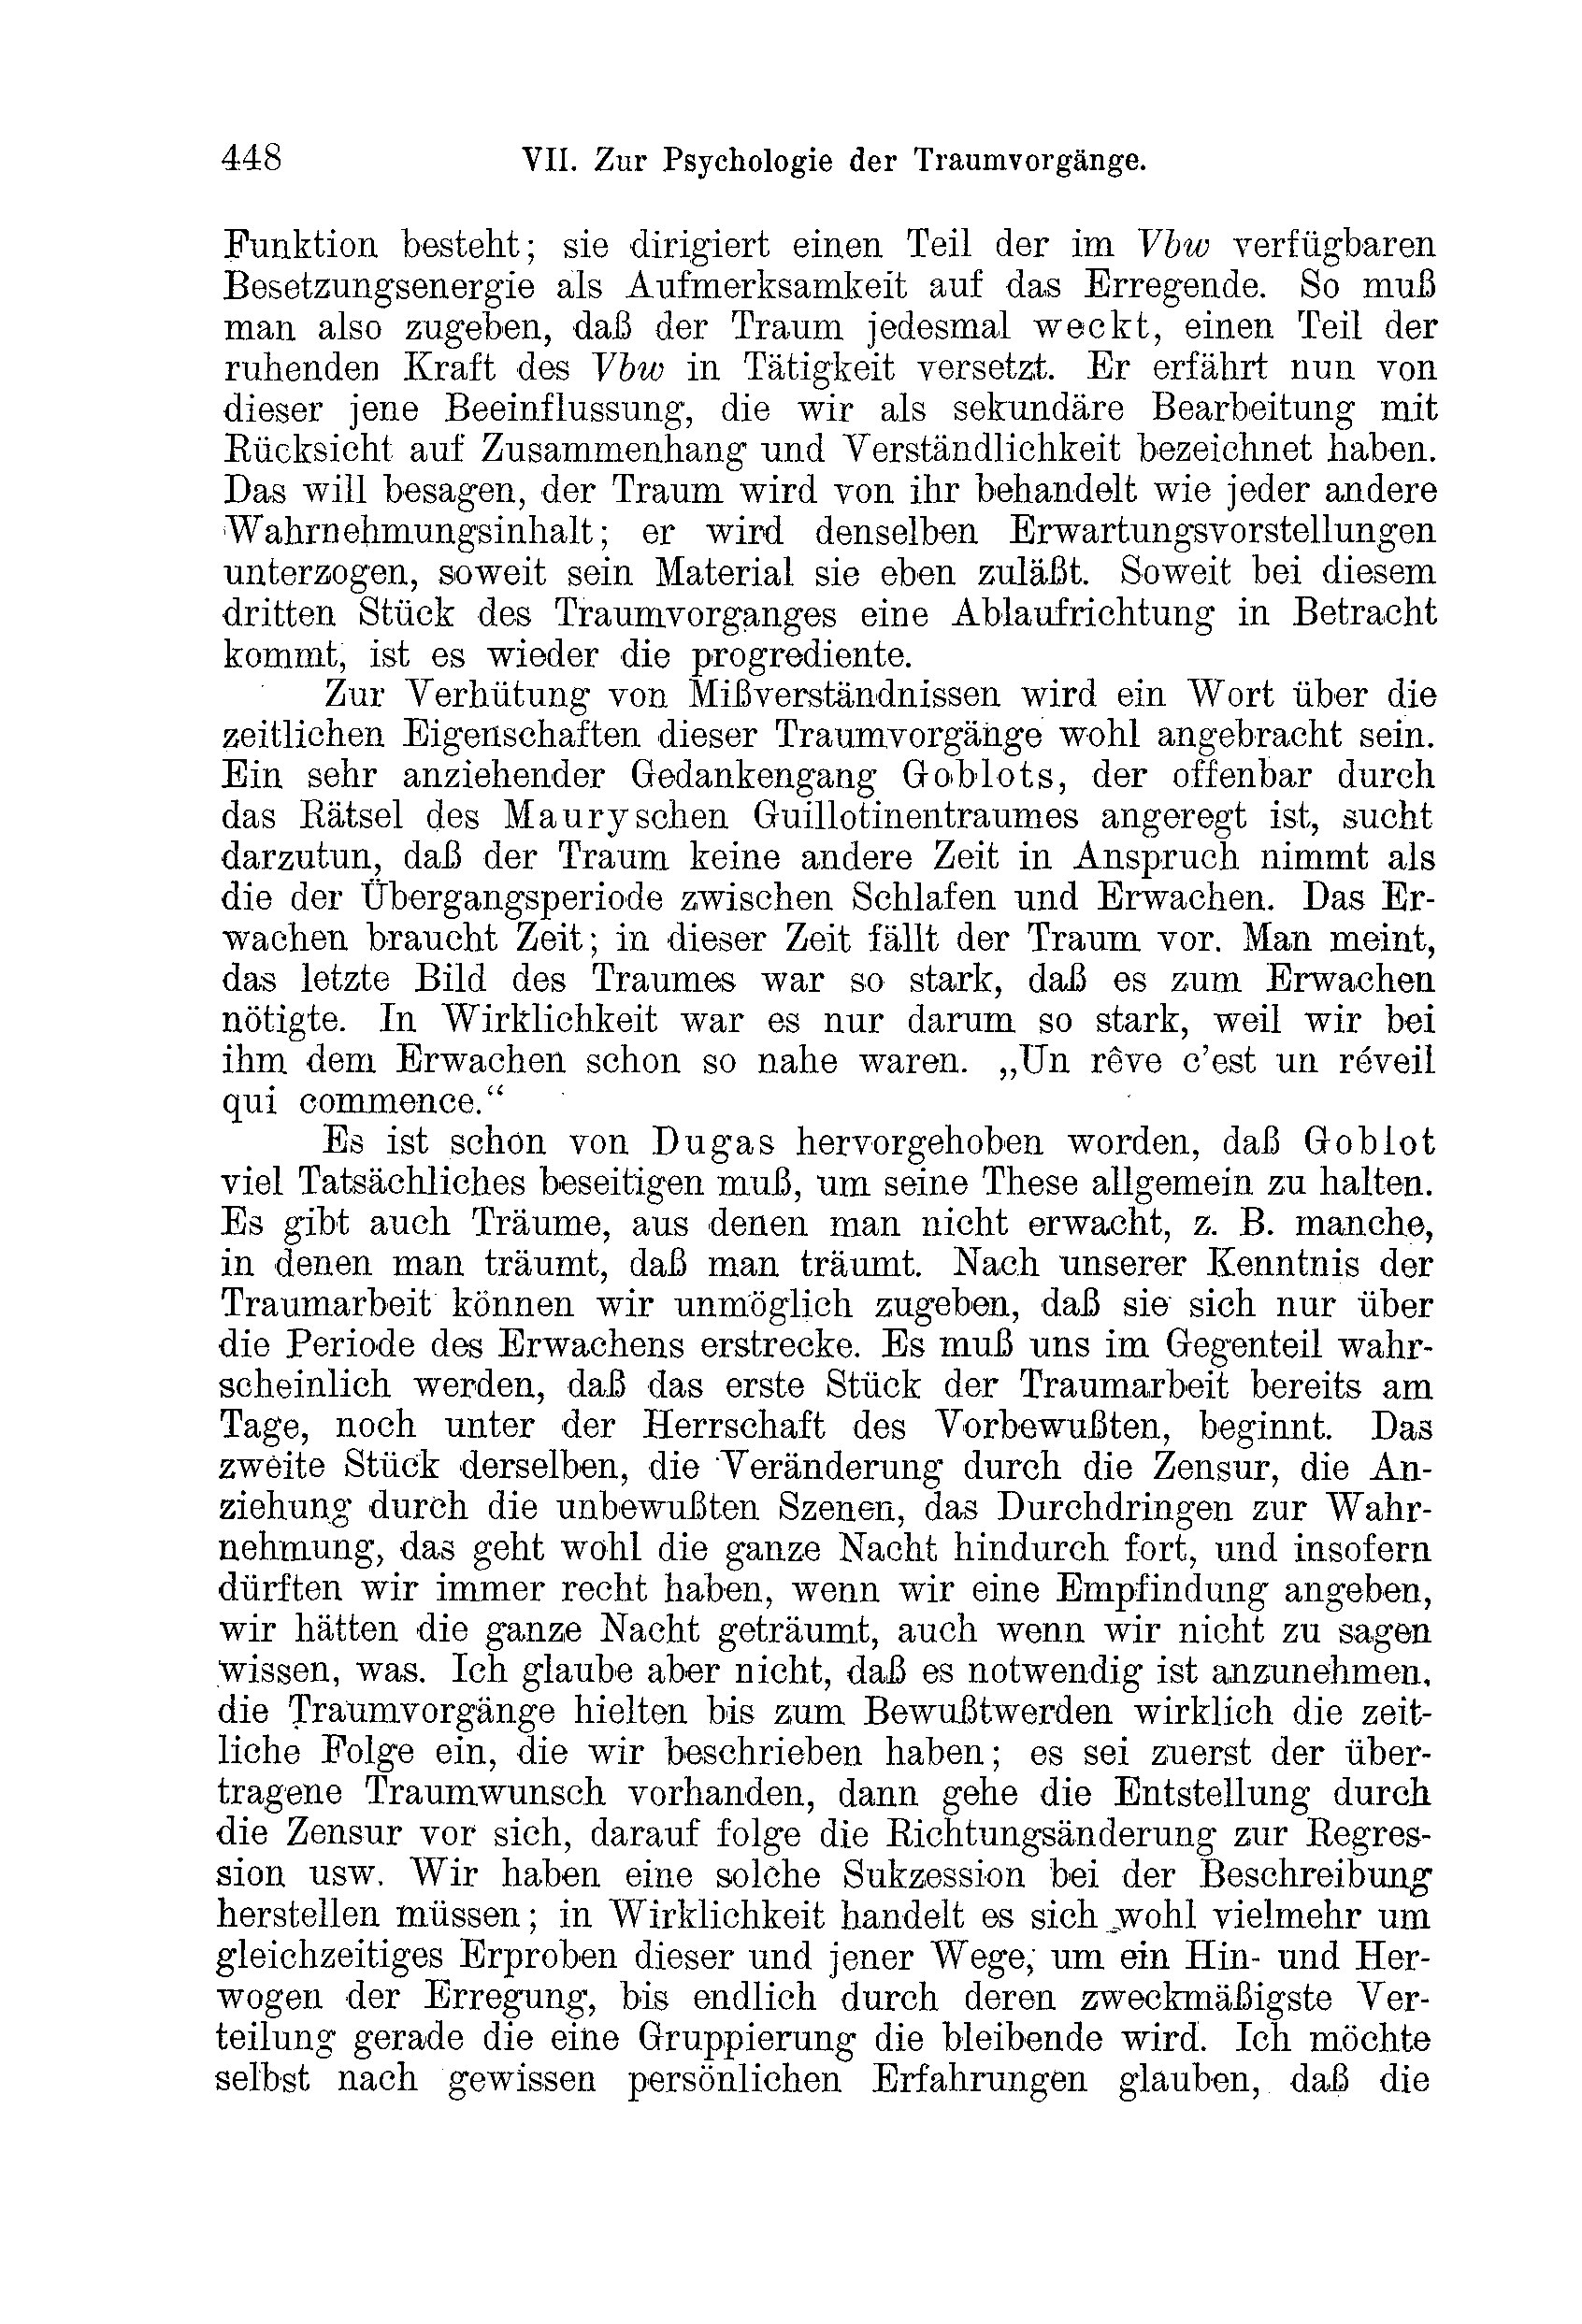 448 VII. Zur Psychologie der Traumvorgänge.
Funktion besteht; sie dirigiert einen Teil der im Vbw verfügbaren
Besetzungsenergie als Aufmerksamkeit auf das Erregende. So muß
man also zugeben, daß der Traum jedesmal weckt, einen Teil der
ruhenden Kraft des Vbw in Tätigkeit versetzt. Er erfährt nun von
dieser jene Beeinflussung, die wir als sekundäre Bearbeitung mit
Rücksicht auf Zusammenhang und Verständlichkeit bezeichnet haben.
Das will besagen, der Traum wird von ihr behandelt wie jeder andere
Wahrnehmungsinhalt; er wird denselben Erwartungsvorstellungen
unterzogen, soweit sein Material sie eben zuläßt. Soweit bei diesem
dritten Stück des Traumvorganges eine Ablaufrichtung in Betracht
kommt, ist es wieder die progrediente.
Zur Verhütung von Mißverständnissen wird ein Wort über die
zeitlichen Eigenschaften dieser Traumvorgänge wohl angebracht sein.
Ein sehr anziehender Gedankengang Goblots, der offenbar durch
das Rätsel des Mauryschen Guillotinentraumes angeregt ist, sucht
darzutun, daß der Traum keine andere Zeit in Anspruch nimmt als
die der Übergangsperiode zwischen Schlafen und Erwachen. Das Er-
wachen braucht Zeit; in dieser Zeit fällt der Traum vor. Man meint,
das letzte Bild des Traumes war so stark, daß es zum Erwachen
nötigte. In Wirklichkeit war es nur darum so stark, weil wir bei
ihm dem Erwachen schon so nahe waren. „Un rêve c'est un réveil
qui commence.“
Es ist schon von Dugas hervorgehoben worden, daß Goblot
viel Tatsächliches beseitigen muß, um seine These allgemein zu halten.
Es gibt auch Träume, aus denen man nicht erwacht, z. B. manche,
in denen man träumt, daß man träumt. Nach unserer Kenntnis der
Traumarbeit können wir unmöglich zugeben, daß sie sich nur über
die Periode des Erwachens erstrecke. Es muß uns im Gegenteil wahr-
scheinlich werden, daß das erste Stück der Traumarbeit bereits am
Tage, noch unter der Herrschaft des Vorbewußten, beginnt. Das
zweite Stück derselben, die Veränderung durch die Zensur, die An-
ziehung durch die unbewußten Szenen, das Durchdringen zur Wahr-
nehmung, das geht wohl die ganze Nacht hindurch fort, und insofern
dürften wir immer recht haben, wenn wir eine Empfindung angeben,
wir hätten die ganze Nacht geträumt, auch wenn wir nicht zu sagen
wissen, was. Ich glaube aber nicht, daß es notwendig ist anzunehmen,
die Traumvorgänge hielten bis zum Bewußtwerden wirklich die zeit-
liche Folge ein, die wir beschrieben haben; es sei zuerst der über-
tragene Traumwunsch vorhanden, dann gehe die Entstellung durch
die Zensur vor sich, darauf folge die Richtungsänderung zur Regres-
sion usw. Wir haben eine solche Sukzession bei der Beschreibung
herstellen müssen; in Wirklichkeit handelt es sich wohl vielmehr um
gleichzeitiges Erproben dieser und jener Wege, um ein Hin- und Her-
wogen der Erregung, bis endlich durch deren zweckmäßigste Ver-
teilung gerade die eine Gruppierung die bleibende wird. Ich möchte
selbst nach gewissen persönlichen Erfahrungen glauben, daß die